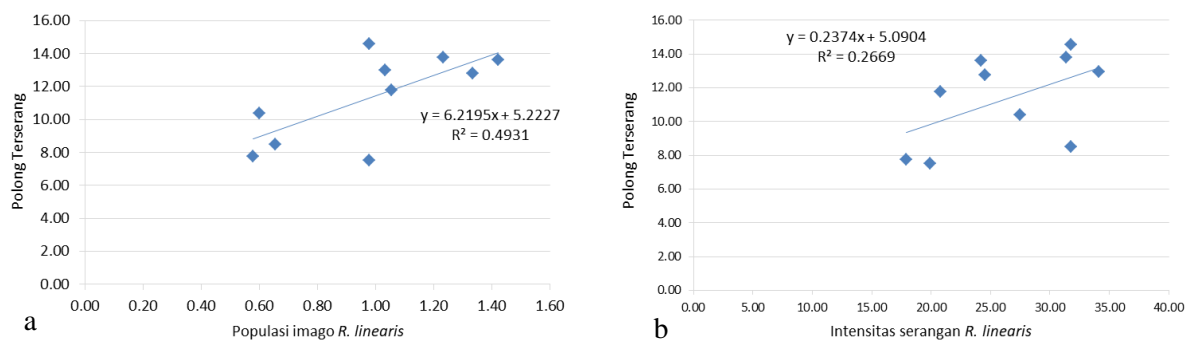 16.00
14.00
12.00
10.00
8.00
6.00
4.00
2.00
0.00
Polong Terserang
y = 6.2195x + 5.2227
R² = 0.4931
0.00 0.20 0.40 0.60 0.80 1.00 1.20 1.40 1.60
Populasi imago R. linearis
a
16.00
14.00
12.00
10.00
8.00
6.00
4.00
2.00
0.00
Polong Terserang
y = 0.2374x + 5.0904
R² = 0.2669
0.00 5.00 10.00 15.00 20.00 25.00 30.00 35.00 40.00
Intensitas serangan R. linearis
b